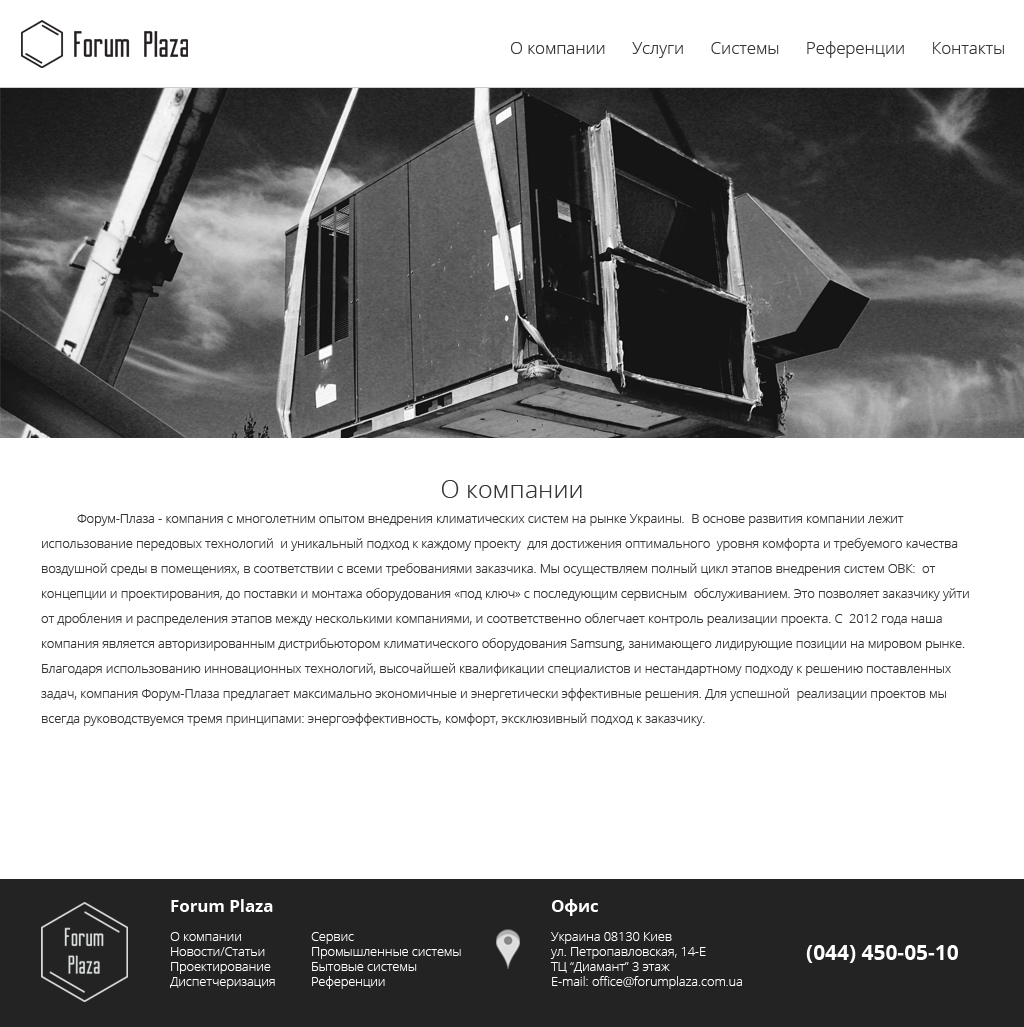 Forum Plaza
О компании Услуги Системы Референции Контакты
О компании
Форум-Плаза - компания с многолетним опытом внедрения климатических систем на рынке Украины. В основе развития компании лежит
использование передовых технологий и уникальный подход к каждому проекту для достижения оптимального уровня комфорта и требуемого качества
воздушной среды в помещениях, в соответствии с всеми требованиями заказчика. Мы осуществляем полный цикл этапов внедрения систем ОВК: от
концепции и проектирования, до поставки и монтажа оборудования «под ключ» с последующим сервисным обслуживанием. Это позволяет заказчику уйти
от дробления и распределения этапов между несколькими компаниями, и соответственно облегчает контроль реализации проекта. С 2012 года наша
компания является авторизированным дистрибьютором климатического оборудования Samsung, занимающего лидирующие позиции на мировом рынке.
Благодаря использованию инновационных технологий, высочайшей квалификации специалистов и нестандартному подходу к решению поставленных
задач, компания Форум-Плаза предлагает максимально экономичные и энергетически эффективные решения. Для успешной реализации проектов мы
всегда руководствуемся тремя принципами: энергоэффективность, комфорт, эксклюзивный подход к заказчику.
Forum
Plaza
Forum Plaza
О компании
Новости/Статьи
Проектирование
Диспетчеризация
Сервис
Промышленные системы
Бытовые системы
Референции
Офис
Украина 08130 Киев
ул. Петропавловская, 14-Е
ТЦ “Диамант” 3 этаж
E-mail: office@forumplaza.com.ua
(044) 450-05-10